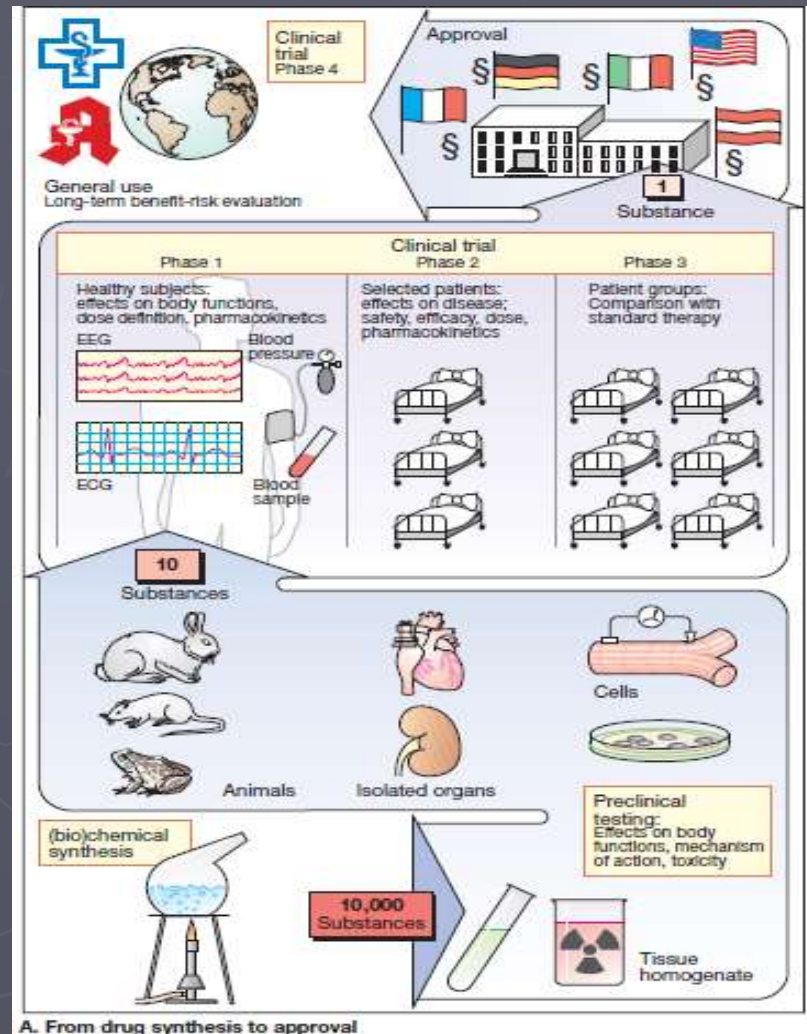 Clinical
trial
Phase 4
Approval
§
§
§
§
§
General use
Long-term benefit-risk evaluation
1
Substance
Clinical trial
Phase 1
Phase 2
Phase 3
Healthy subjects:
effects on body functions,
dose definition, pharmacokinetics
Selected patients:
effects on disease;
safety, efficacy, dose,
pharmacokinetics
Patient groups:
Comparison with
standard therapy
EEG
Blood
pressure
ECG
Blood
sample
10
Substances
Cells
Animals
Isolated organs
Preclinical
testing:
Effects on body
functions, mechanism
of action, toxicity
(bio)chemical
synthesis
10,000
Substances
Tissue
homogenate
A. From drug synthesis to approval